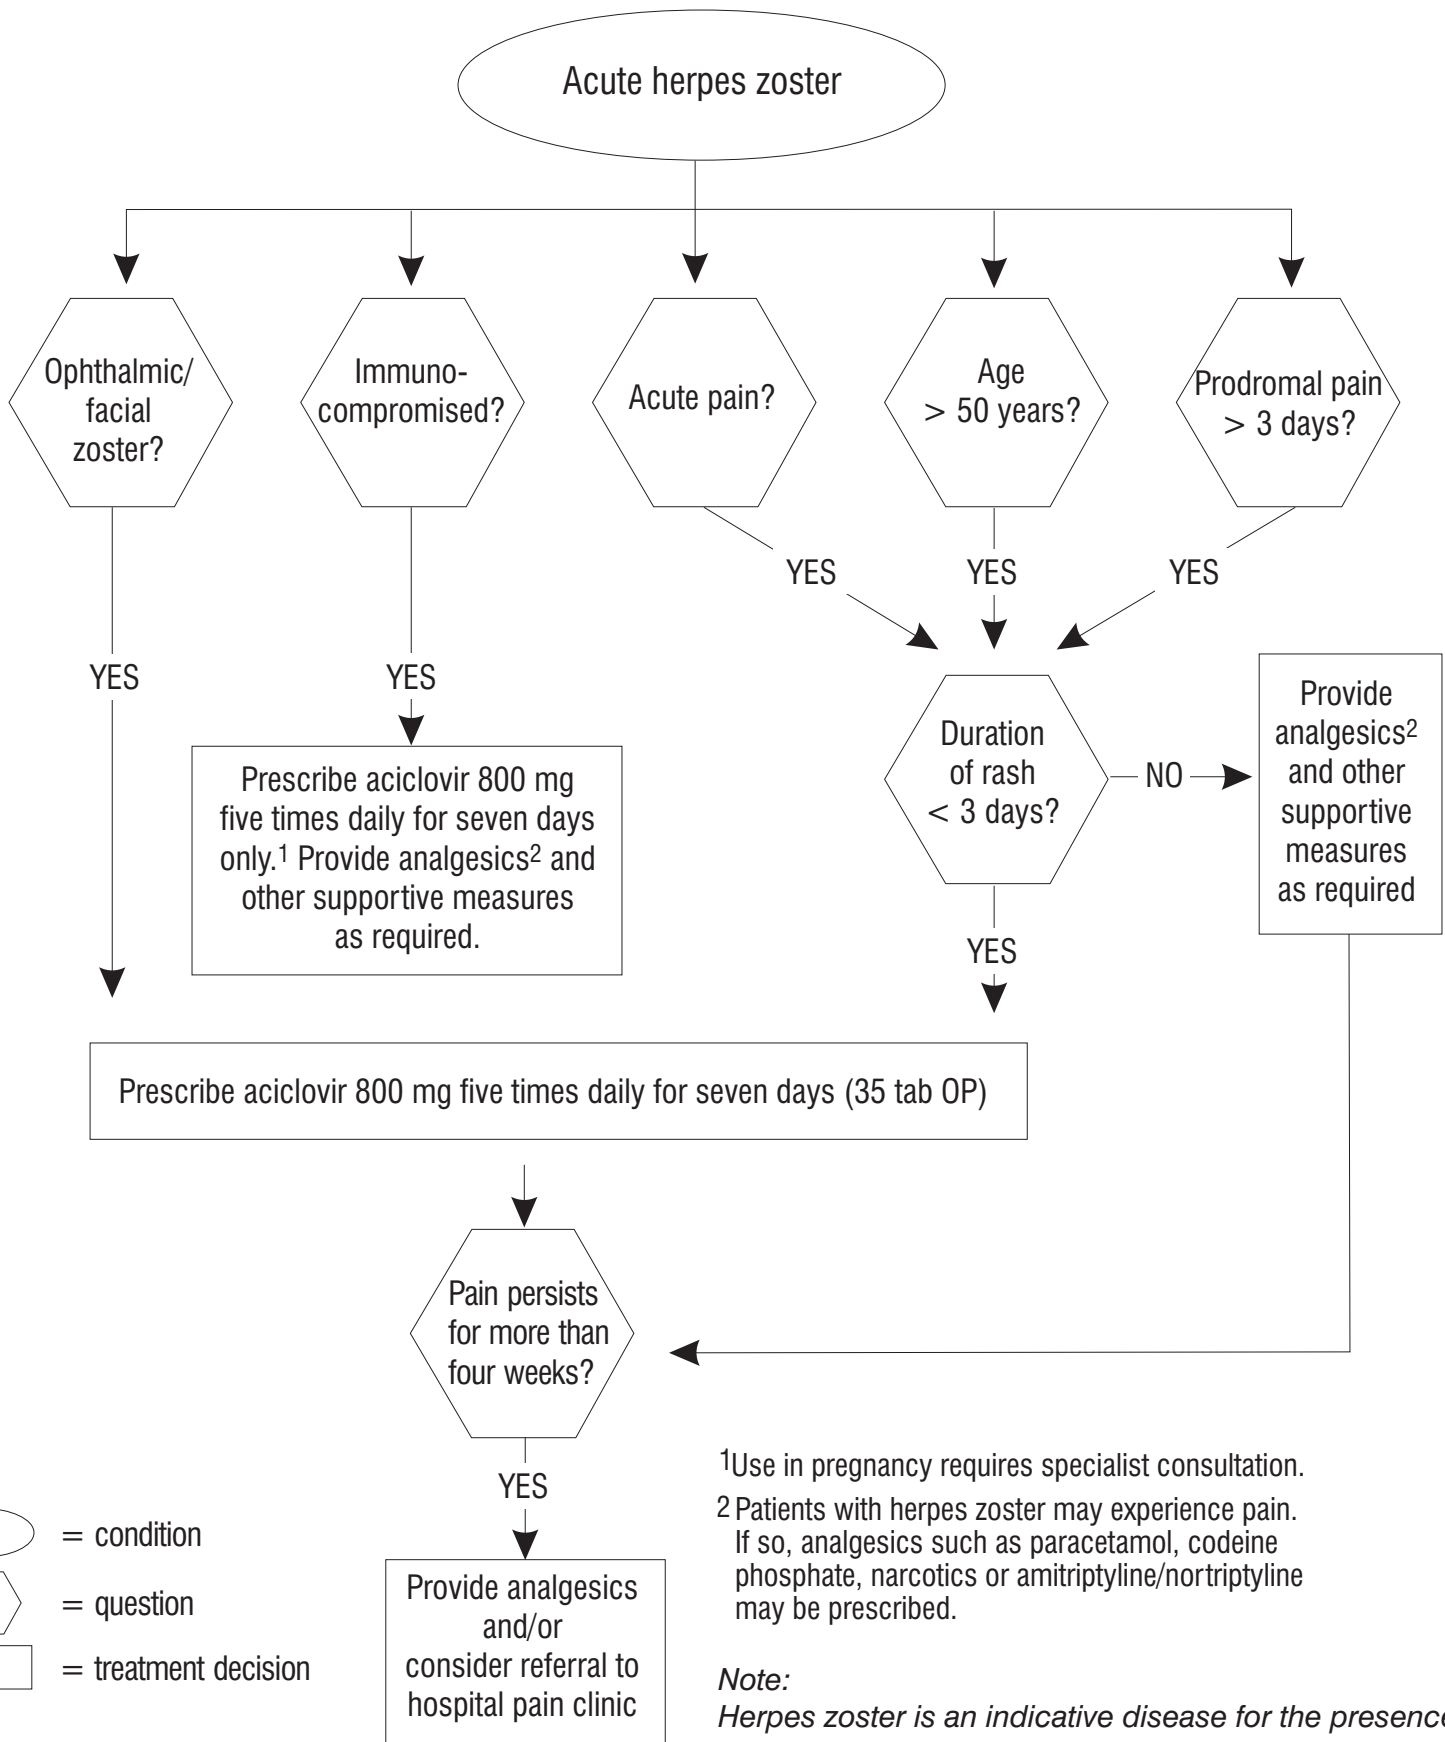 Acute herpes zoster
Ophthalmic/
facial
zoster?
Immuno-
compromised?
Acute pain?
Age
> 50 years?
Prodromal pain
> 3 days?
YES
YES
YES
YES
YES
Prescribe aciclovir 800 mg
five times daily for seven days
only.1 Provide analgesics2 and
other supportive measures
as required.
Duration
of rash
< 3 days?
NO
Provide
analgesics2
and other
supportive
measures
as required
YES
Prescribe aciclovir 800 mg five times daily for seven days (35 tab OP)
Pain persists
for more than
four weeks?
YES
Provide analgesics
and/or
consider referral to
hospital pain clinic
= condition
= question
= treatment decision
1Use in pregnancy requires specialist consultation.
2 Patients with herpes zoster may experience pain.
If so, analgesics such as paracetamol, codeine
phosphate, narcotics or amitriptyline/nortriptyline
may be prescribed.
Note:
Herpes zoster is an indicative disease for the presence